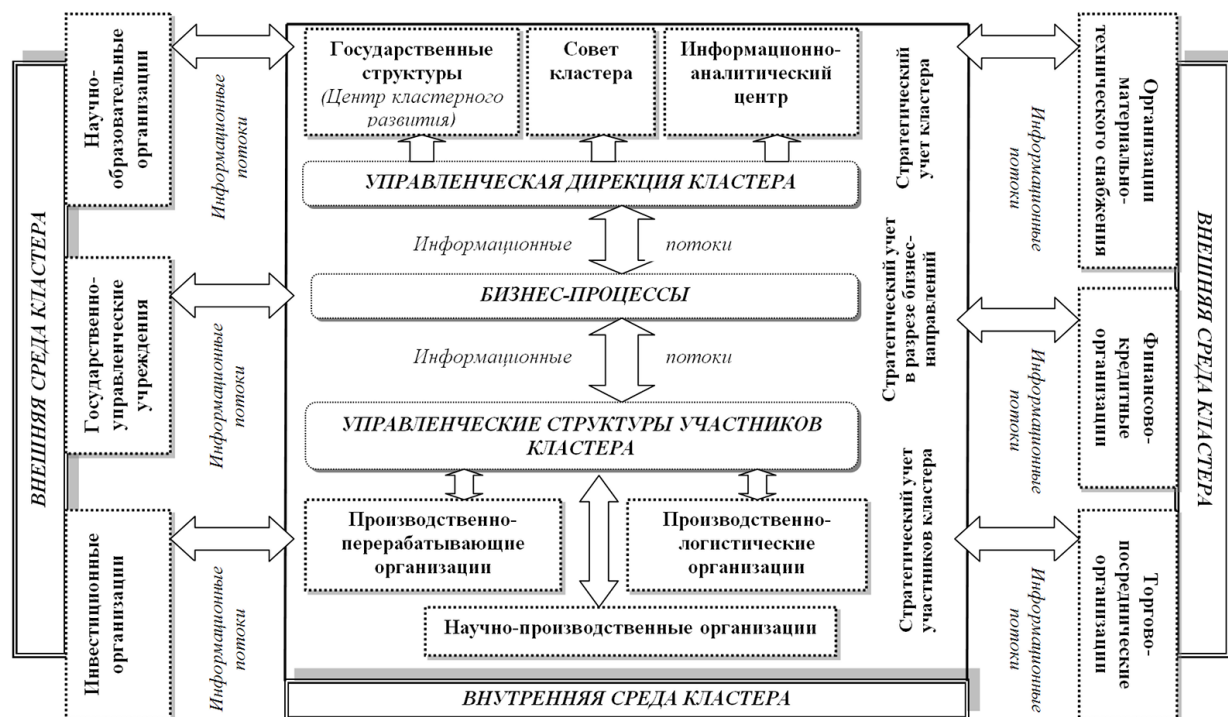 ВНЕШНЯЯ СРЕДА КЛАСТЕРА
Научно-
образовательные
организации
Информационные
потоки
Государственно-
управленческие
учреждения
Информационные
потоки
Инвестиционные
организации
Информационные
потоки
Государственные
структуры
(Центр кластерного
развития)
Совет
кластера
Информационно-
аналитический
центр
УПРАВЛЕНЧЕСКАЯ ДИРЕКЦИЯ КЛАСТЕРА
Информационные потоки
БИЗНЕС-ПРОЦЕССЫ
Информационные потоки
УПРАВЛЕНЧЕСКИЕ СТРУКТУРЫ УЧАСТНИКОВ
КЛАСТЕРА
Производственно-
перерабатывающие
организации
Производственно-
логистические
организации
Научно-производственные организации
Стратегический
учет кластера
Стратегический учет
в разрезе бизнес-
направлений
Стратегический учет
участников кластера
ВНУТРЕННЯЯ СРЕДА КЛАСТЕРА
Информационные
потоки
Организации
материально-
технического снабжения
Информационные
потоки
Финансово-
кредитные
организации
Информационные
потоки
Торгово-
посреднические
организации
ВНЕШНЯЯ СРЕДА КЛАСТЕРА